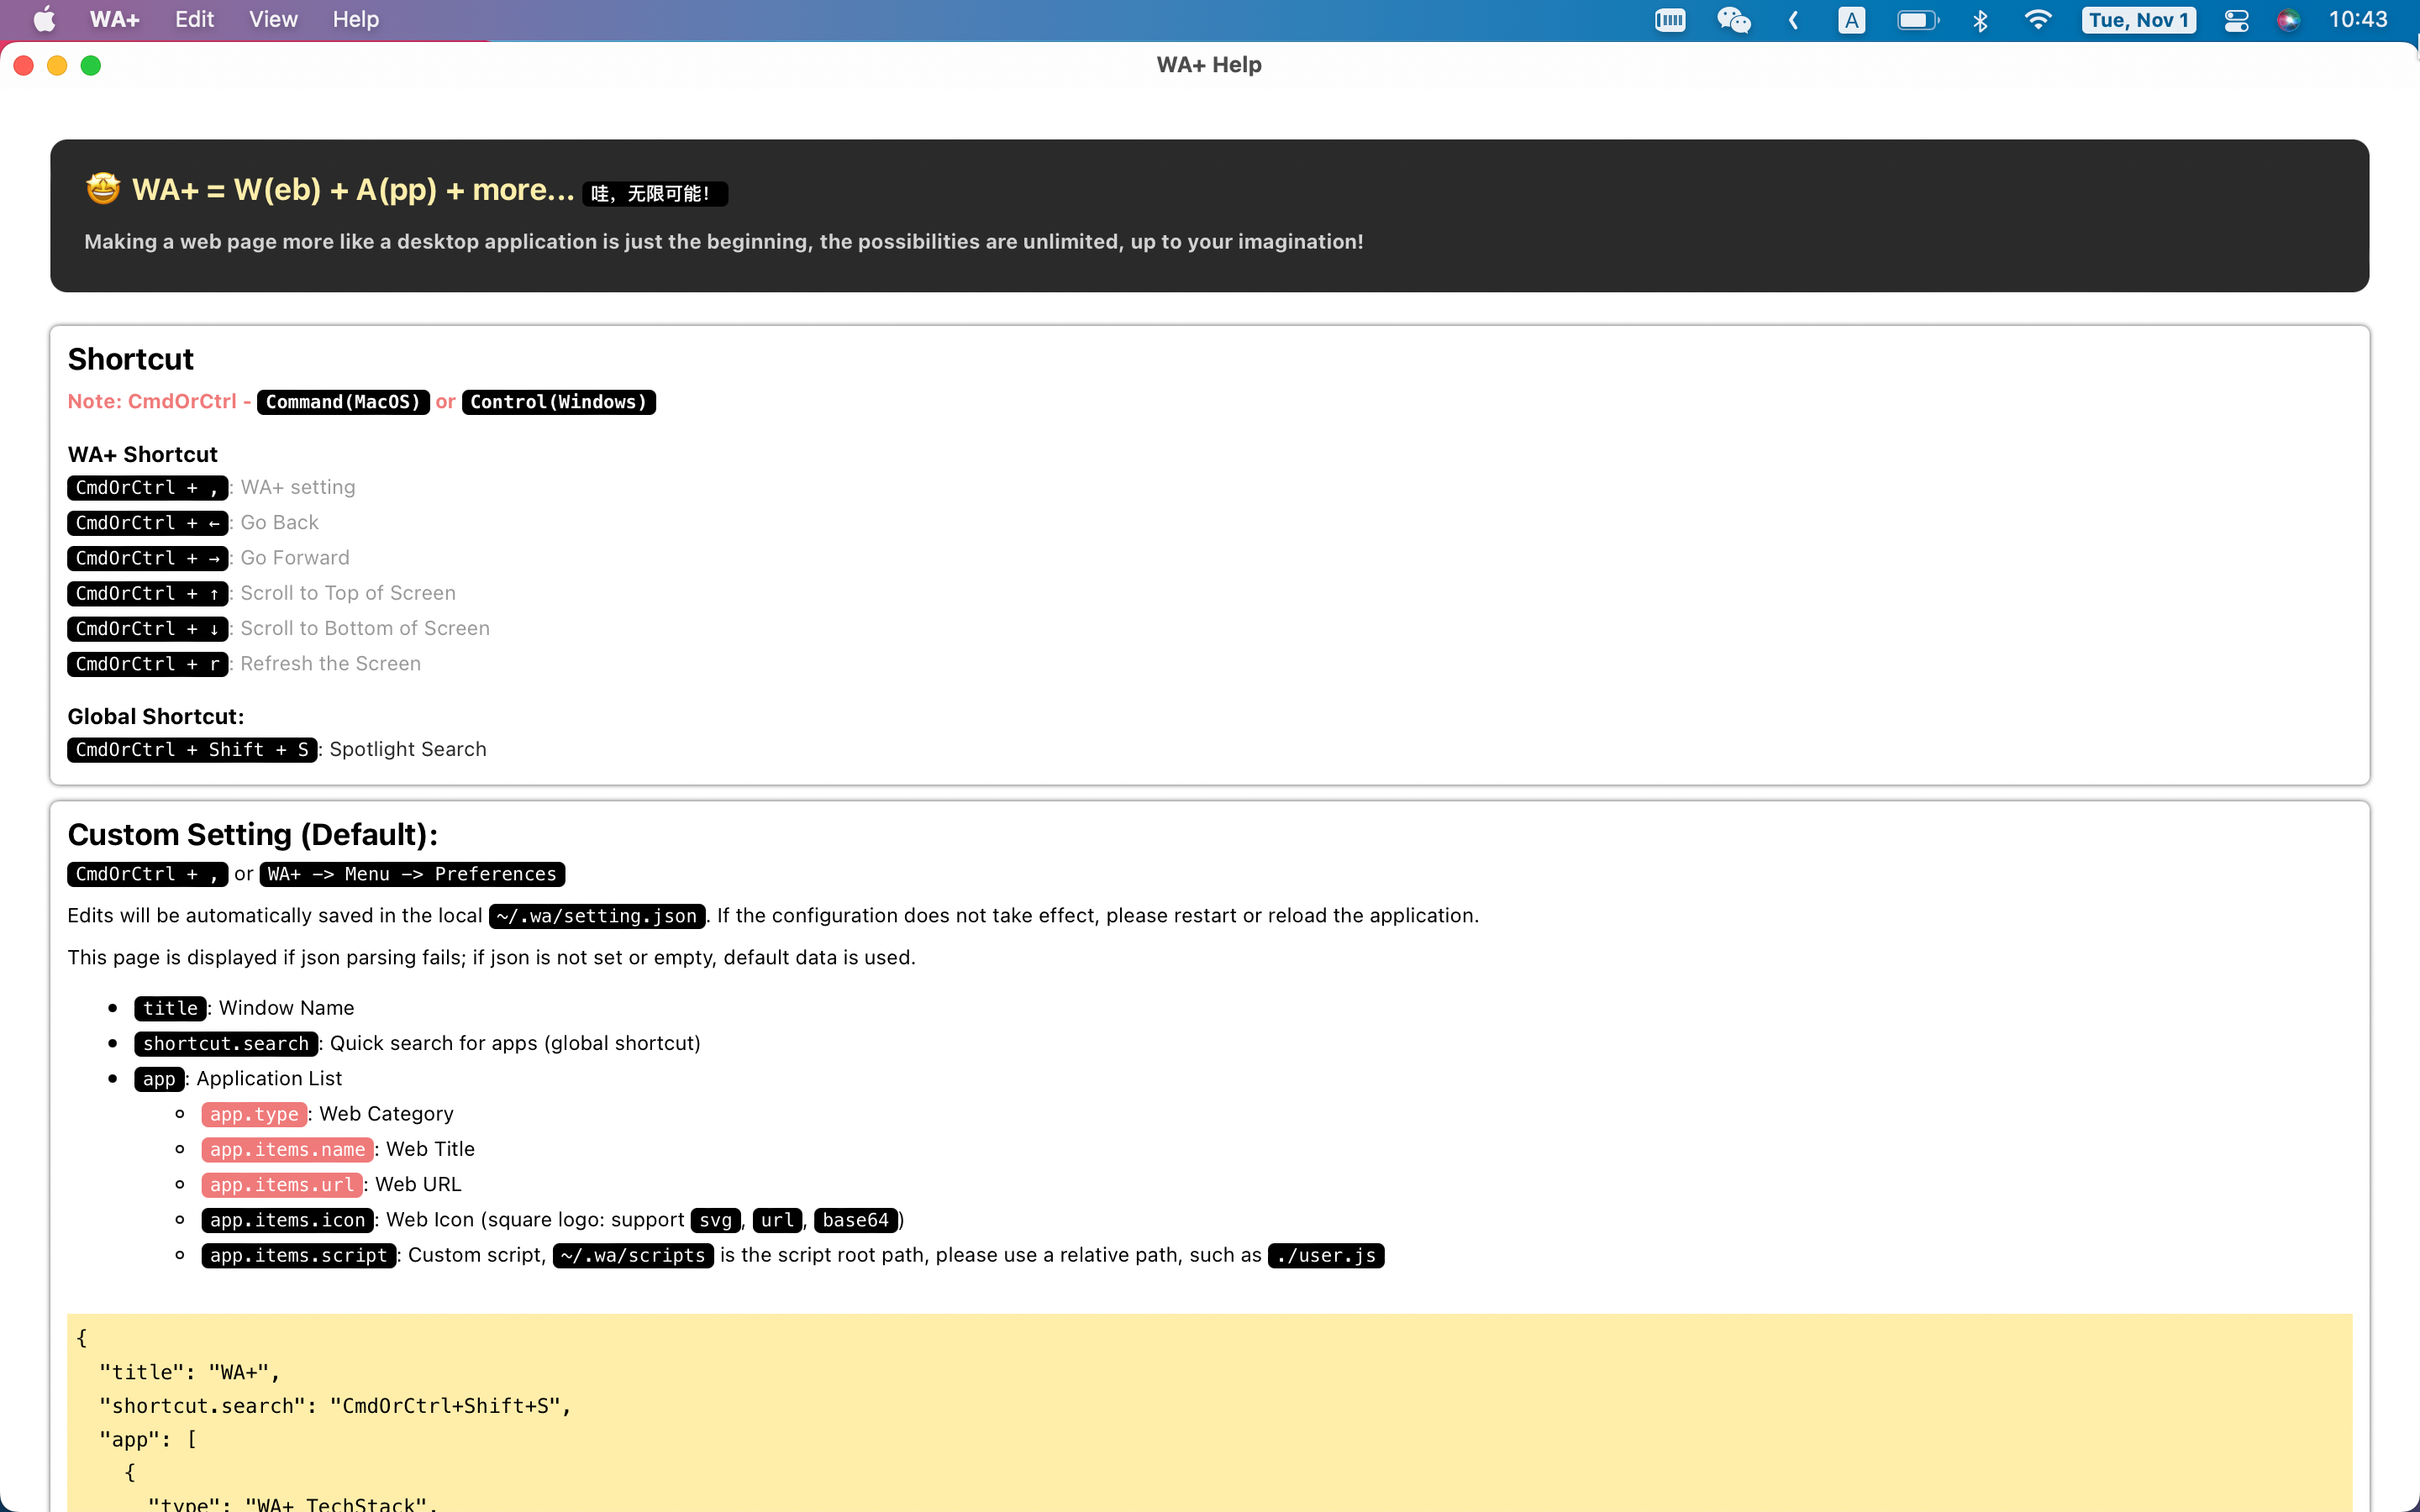 WA+ Edit View Help A Tue, Nov 1 10:43
WA+ Help
WA+ = W(eb) + A(pp) + more... 哇，无限可能！
Making a web page more like a desktop application is just the beginning, the possibilities are unlimited, up to your imagination!
Shortcut
Note: CmdOrCtrl - Command(MacOS) or Control(Windows)
WA+ Shortcut
CmdOrCtrl + , : WA+ setting
CmdOrCtrl + ← : Go Back
CmdOrCtrl + → : Go Forward
CmdOrCtrl + ↑ : Scroll to Top of Screen
CmdOrCtrl + ↓ : Scroll to Bottom of Screen
CmdOrCtrl + r : Refresh the Screen
Global Shortcut:
CmdOrCtrl + Shift + S : Spotlight Search
Custom Setting (Default):
CmdOrCtrl + , or WA+ —> Menu —> Preferences
Edits will be automatically saved in the local ~/.wa/setting.json. If the configuration does not take effect, please restart or reload the application.
This page is displayed if json parsing fails; if json is not set or empty, default data is used.
• title: Window Name
• shortcut.search: Quick search for apps (global shortcut)
• app: Application List
◦ app.type: Web Category
◦ app.items.name: Web Title
◦ app.items.url: Web URL
◦ app.items.icon: Web Icon (square logo: support svg, url, base64)
◦ app.items.script: Custom script, ~/.wa/scripts is the script root path, please use a relative path, such as ./user.js
{
"title": "WA+",
"shortcut.search": "CmdOrCtrl+Shift+S",
"app": [
{
"type": "WA+ TechStack",